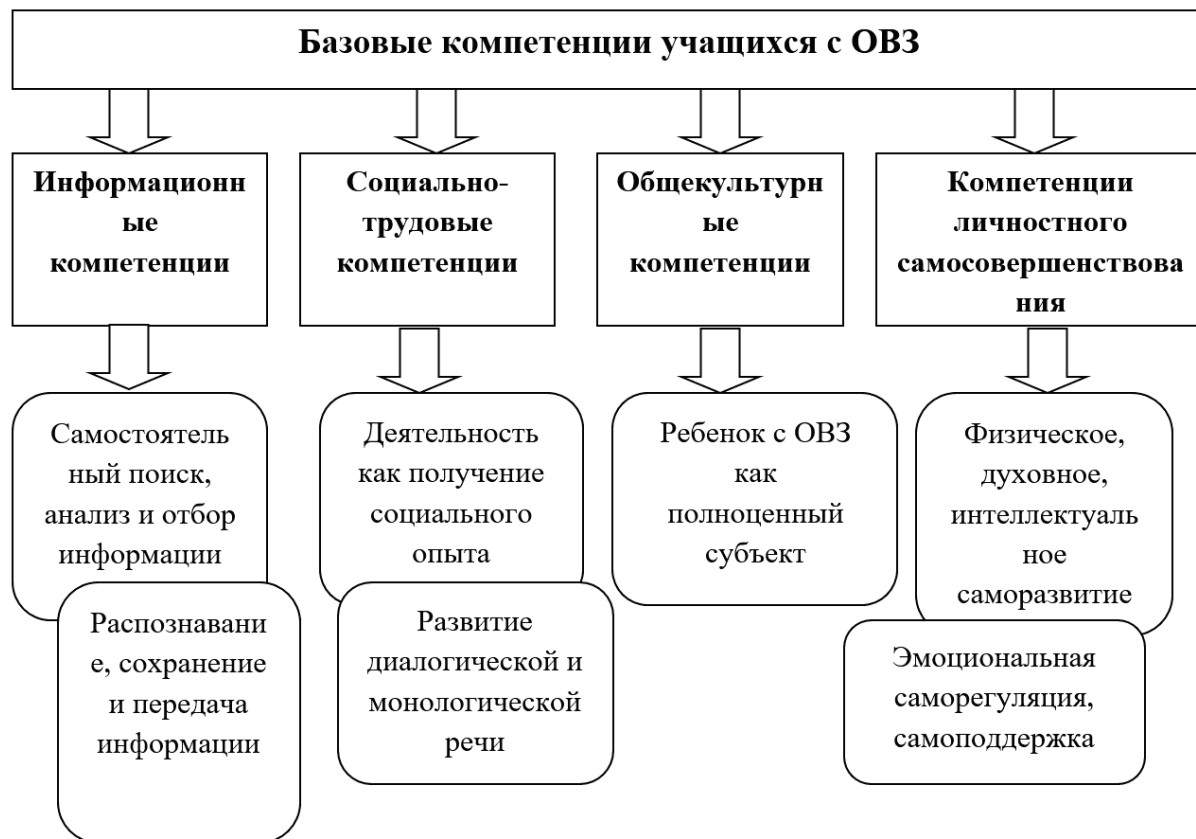 Базовые компетенции учащихся с ОВЗ
Информационн
ые
компетенции
Социально-
трудовые
компетенции
Общекультурн
ые
компетенции
Компетенции
личностного
самосовершенствова
ния
Самостоятель
ный поиск,
анализ и отбор
информации
Распознавани
е, сохранение
и передача
информации
Деятельность
как получение
социального
опыта
Развитие
диалогической и
монологической
речи
Ребенок с ОВЗ
как
полноценный
субъект
Физическое,
духовное,
интеллектуаль
ное
саморазвитие
Эмоциональная
саморегуляция,
самоподдержка